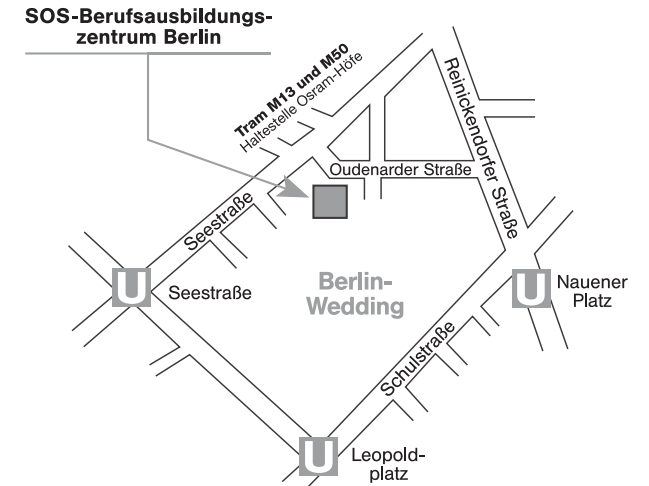 SOS-Berufsausbildungs-
zentrum Berlin
Tram M13 und M50
Haltestelle Osram-Höfe
Reinickendorfer Straße
Oudenarder Straße
Seestraße
U
Seestraße
Berlin-
Wedding
U
Nauener
Platz
Schulstraße
U
Leopold-
platz